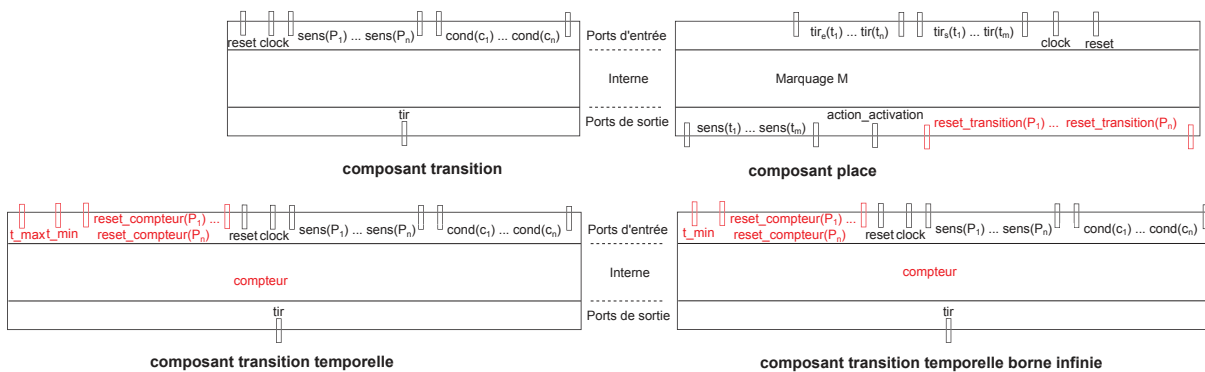 reset clock sens(P1) ... sens(Pn) cond(c1) ... cond(cn)
Ports d'entrée
tire(t1) ... tir(tn) tirs(t1) ... tir(tm) clock reset
Interne
Marquage M
tir
Ports de sortie
sens(t1) ... sens(tm) action_activation reset_transition(P1) ... reset_transition(Pn)
composant transition
composant place
t_max t_min reset_compteur(P1) ...
reset_compteur(Pn) reset clock sens(P1) ... sens(Pn) cond(c1) ... cond(cn)
Ports d'entrée
t_min reset_compteur(P1) ...
reset_compteur(Pn) reset clock sens(P1) ... sens(Pn) cond(c1) ... cond(cn)
compteur
Interne
compteur
tir
Ports de sortie
tir
composant transition temporelle
composant transition temporelle borne infinie